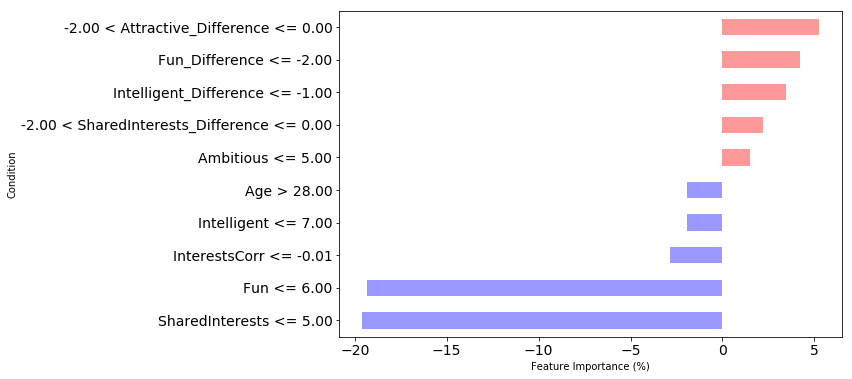 -2.00 < Attractive_Difference <= 0.00
Fun_Difference <= -2.00
Intelligent_Difference <= -1.00
-2.00 < SharedInterests_Difference <= 0.00
Ambitious <= 5.00
Age > 28.00
Intelligent <= 7.00
InterestsCorr <= -0.01
Fun <= 6.00
SharedInterests <= 5.00
Condition
−20 −15 −10 −5 0 5
Feature Importance (%)